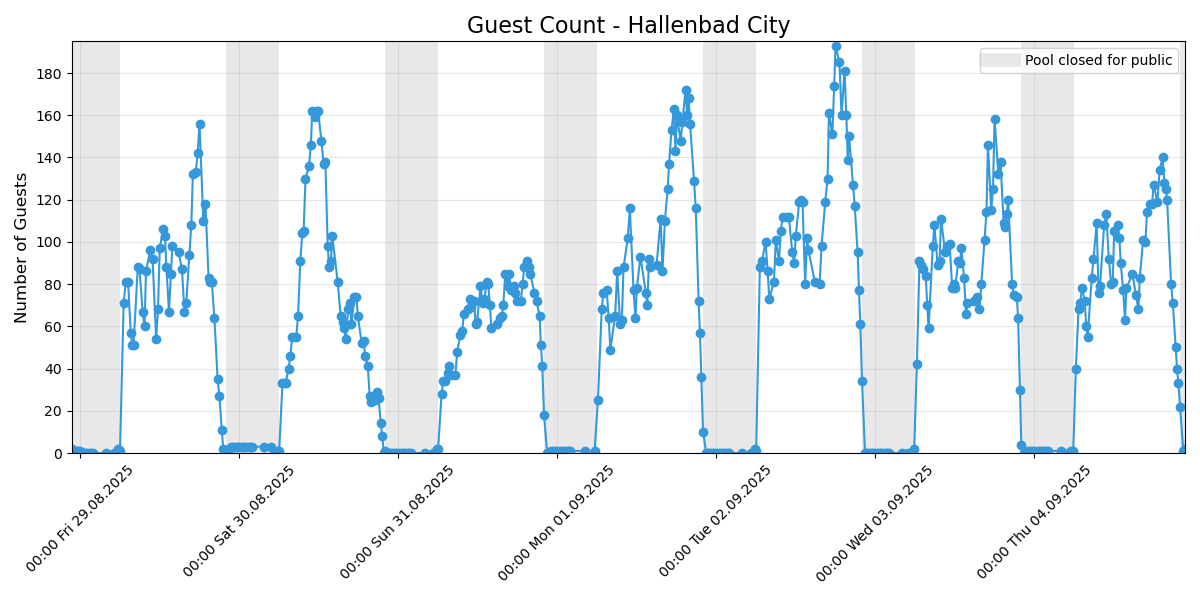 Guest Count - Hallenbad City
Pool closed for public
Number of Guests
180
160
140
120
100
80
60
40
20
0
00:00 Fri 29.08.2025
00:00 Sat 30.08.2025
00:00 Sun 31.08.2025
00:00 Mon 01.09.2025
00:00 Tue 02.09.2025
00:00 Wed 03.09.2025
00:00 Thu 04.09.2025